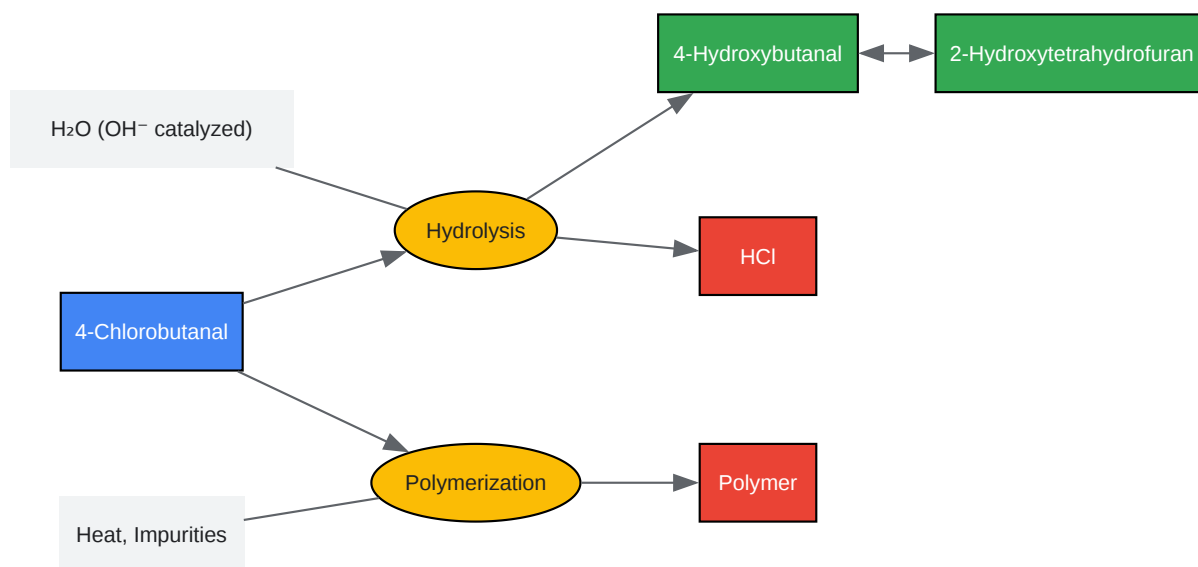 4-Hydroxybutanal
2-Hydroxytetrahydrofuran
H₂O (OH⁻ catalyzed)
Hydrolysis
HCl
4-Chlorobutanal
Polymerization
Polymer
Heat, Impurities